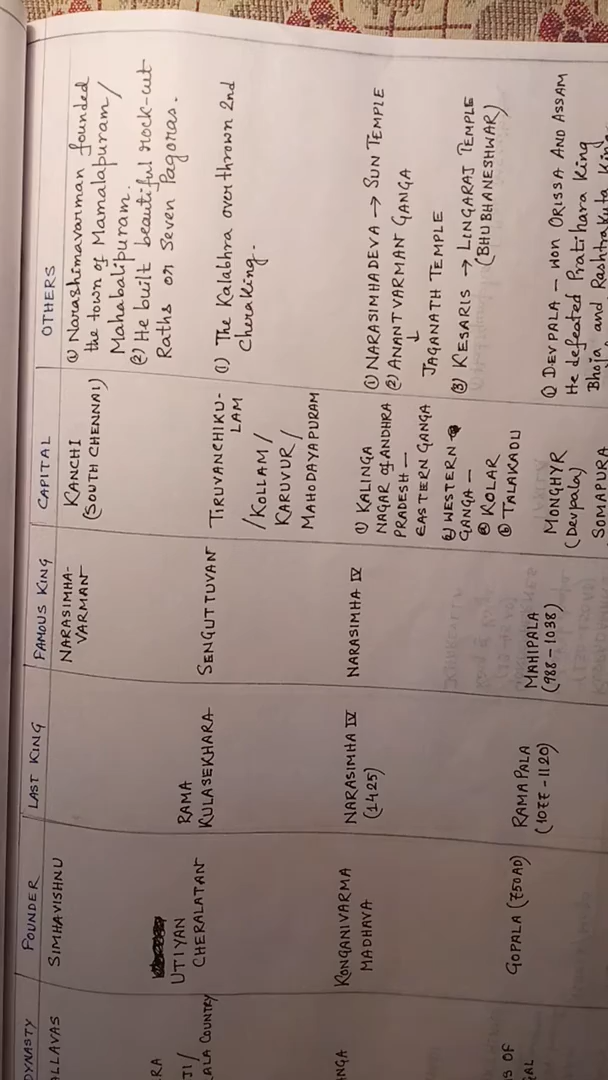 DYNASTY
FOUNDER
LAST KING
FAMOUS KING
CAPITAL
OTHERS
ALLAVAS
SIMHAVISHNU
NARASIMHA-
VARMAN
KANCHI
(SOUTH CHENNAI)
① Narashimavarman founded
the town of Mamalapuram/
Mahabalipuram.
② He built beautiful rock-cut
Raths or Seven Pagoras.
RA
JI/
ALA COUNTRY
UTIYAN
CHERALATAN
RAMA
KULASEKHARA
SENGUTTUVAN
TIRUVANCHIKU-
LAM
/KOLLAM/
KARUVUR/
MAHODAYAPURAM
(1) The Kalabhra overthrown 2nd
Cheraking.
NGA
KONGANIVARMA
MADHAVA
NARASIMHA IV
(1425)
NARASIMHA IV
① KALINGA
NAGAR of ANDHRA
PRADESH —
EASTERN GANGA
② WESTERN
GANGA —
ⓐ KOLAR
ⓑ TALAKADU
① NARASIMHADEVA → SUN TEMPLE
② ANANTVARMAN GANGA
↓
JAGANATH TEMPLE
③ KESARIS → LINGARAJ TEMPLE
(BHUBHANESHWAR)
S OF
AL
GOPALA (750AD)
RAMA PALA
(1077-1120)
MAHIPALA
(988-1038)
MONGHYR
(Devpala)
SOMAPURA
① DEVPALA — WON ORISSA AND ASSAM
He defeated Pratihara King
Bhoja and Rashtrakuta King